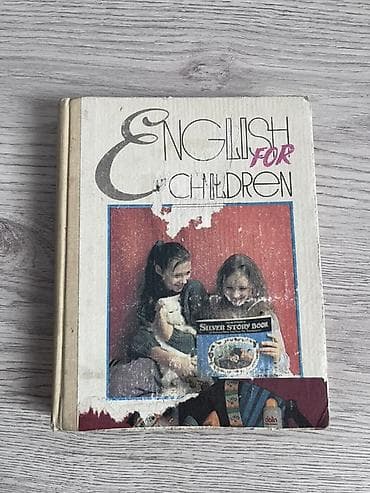 ENGLISH
FOR
CHILDREN
SILVER STORY BOOK